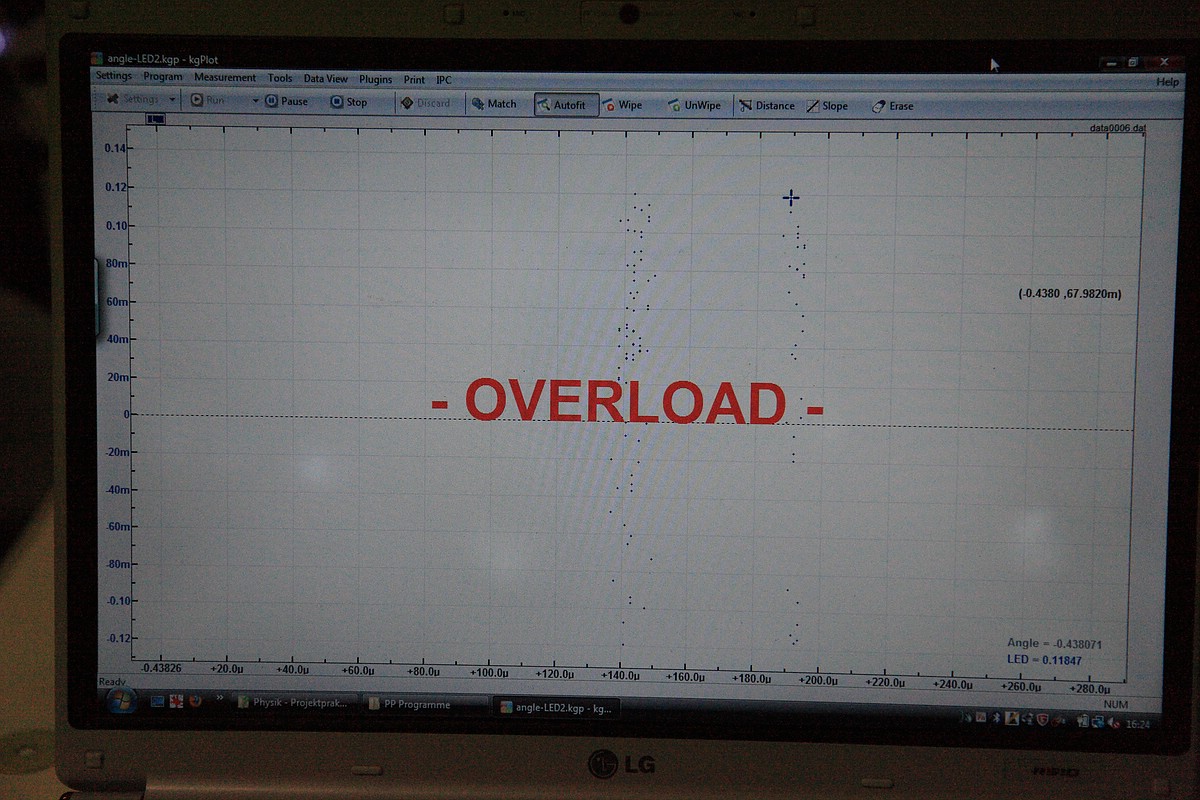 angle-LED2.kgp - kgPlot
Settings Program Measurement Tools Data View Plugins Print IPC
Help
Settings Run Pause Stop Discard Match Autofit Wipe UnWipe Distance Slope Erase
data0006.dat
0.14
0.12
0.10
80m
(-0.4380 ,67.9820m)
60m
40m
20m
- OVERLOAD -
0
-20m
-40m
-60m
-80m
-0.10
-0.12
Angle = -0.438071
LED = 0.11847
-0.43826 +20.0µ +40.0µ +60.0µ +80.0µ +100.0µ +120.0µ +140.0µ +160.0µ +180.0µ +200.0µ +220.0µ +240.0µ +260.0µ +280.0µ
Ready
NUM
Physik - Projektprak... PP Programme angle-LED2.kgp - kg...
16:24
LG